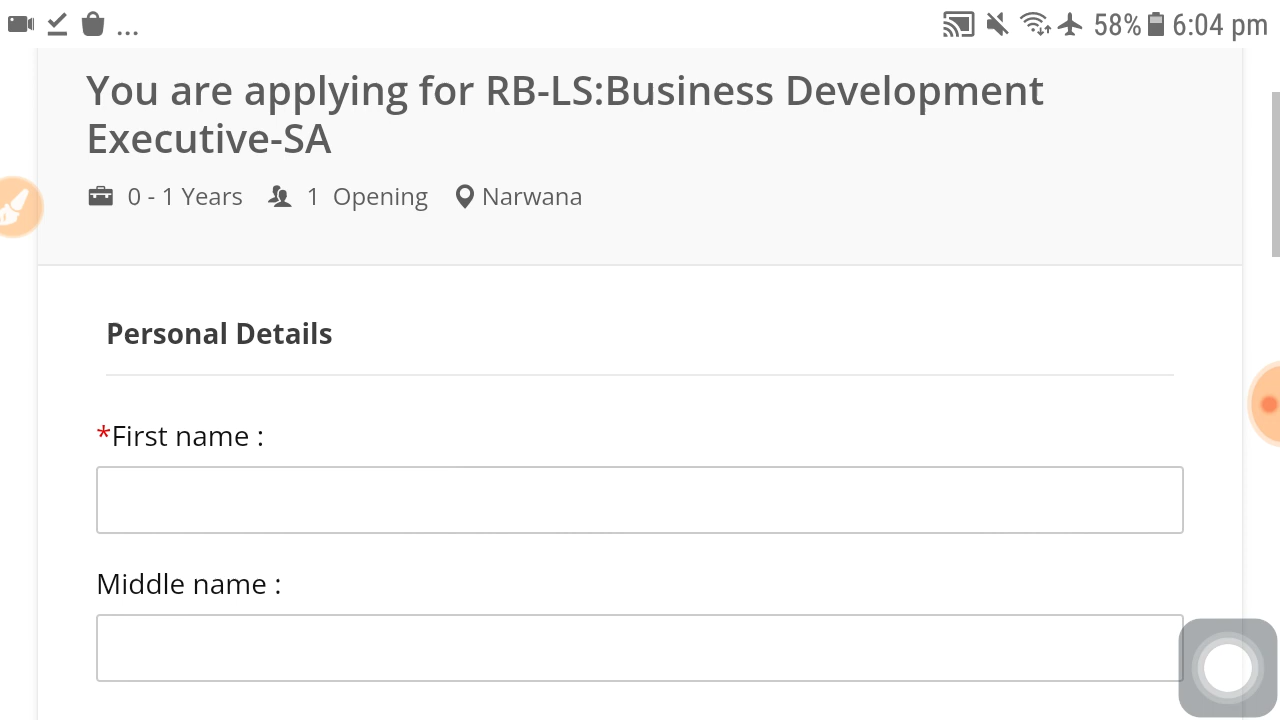 ... 58% 6:04 pm
You are applying for RB-LS:Business Development
Executive-SA
0 - 1 Years 1 Opening Narwana
Personal Details
*First name :
Middle name :